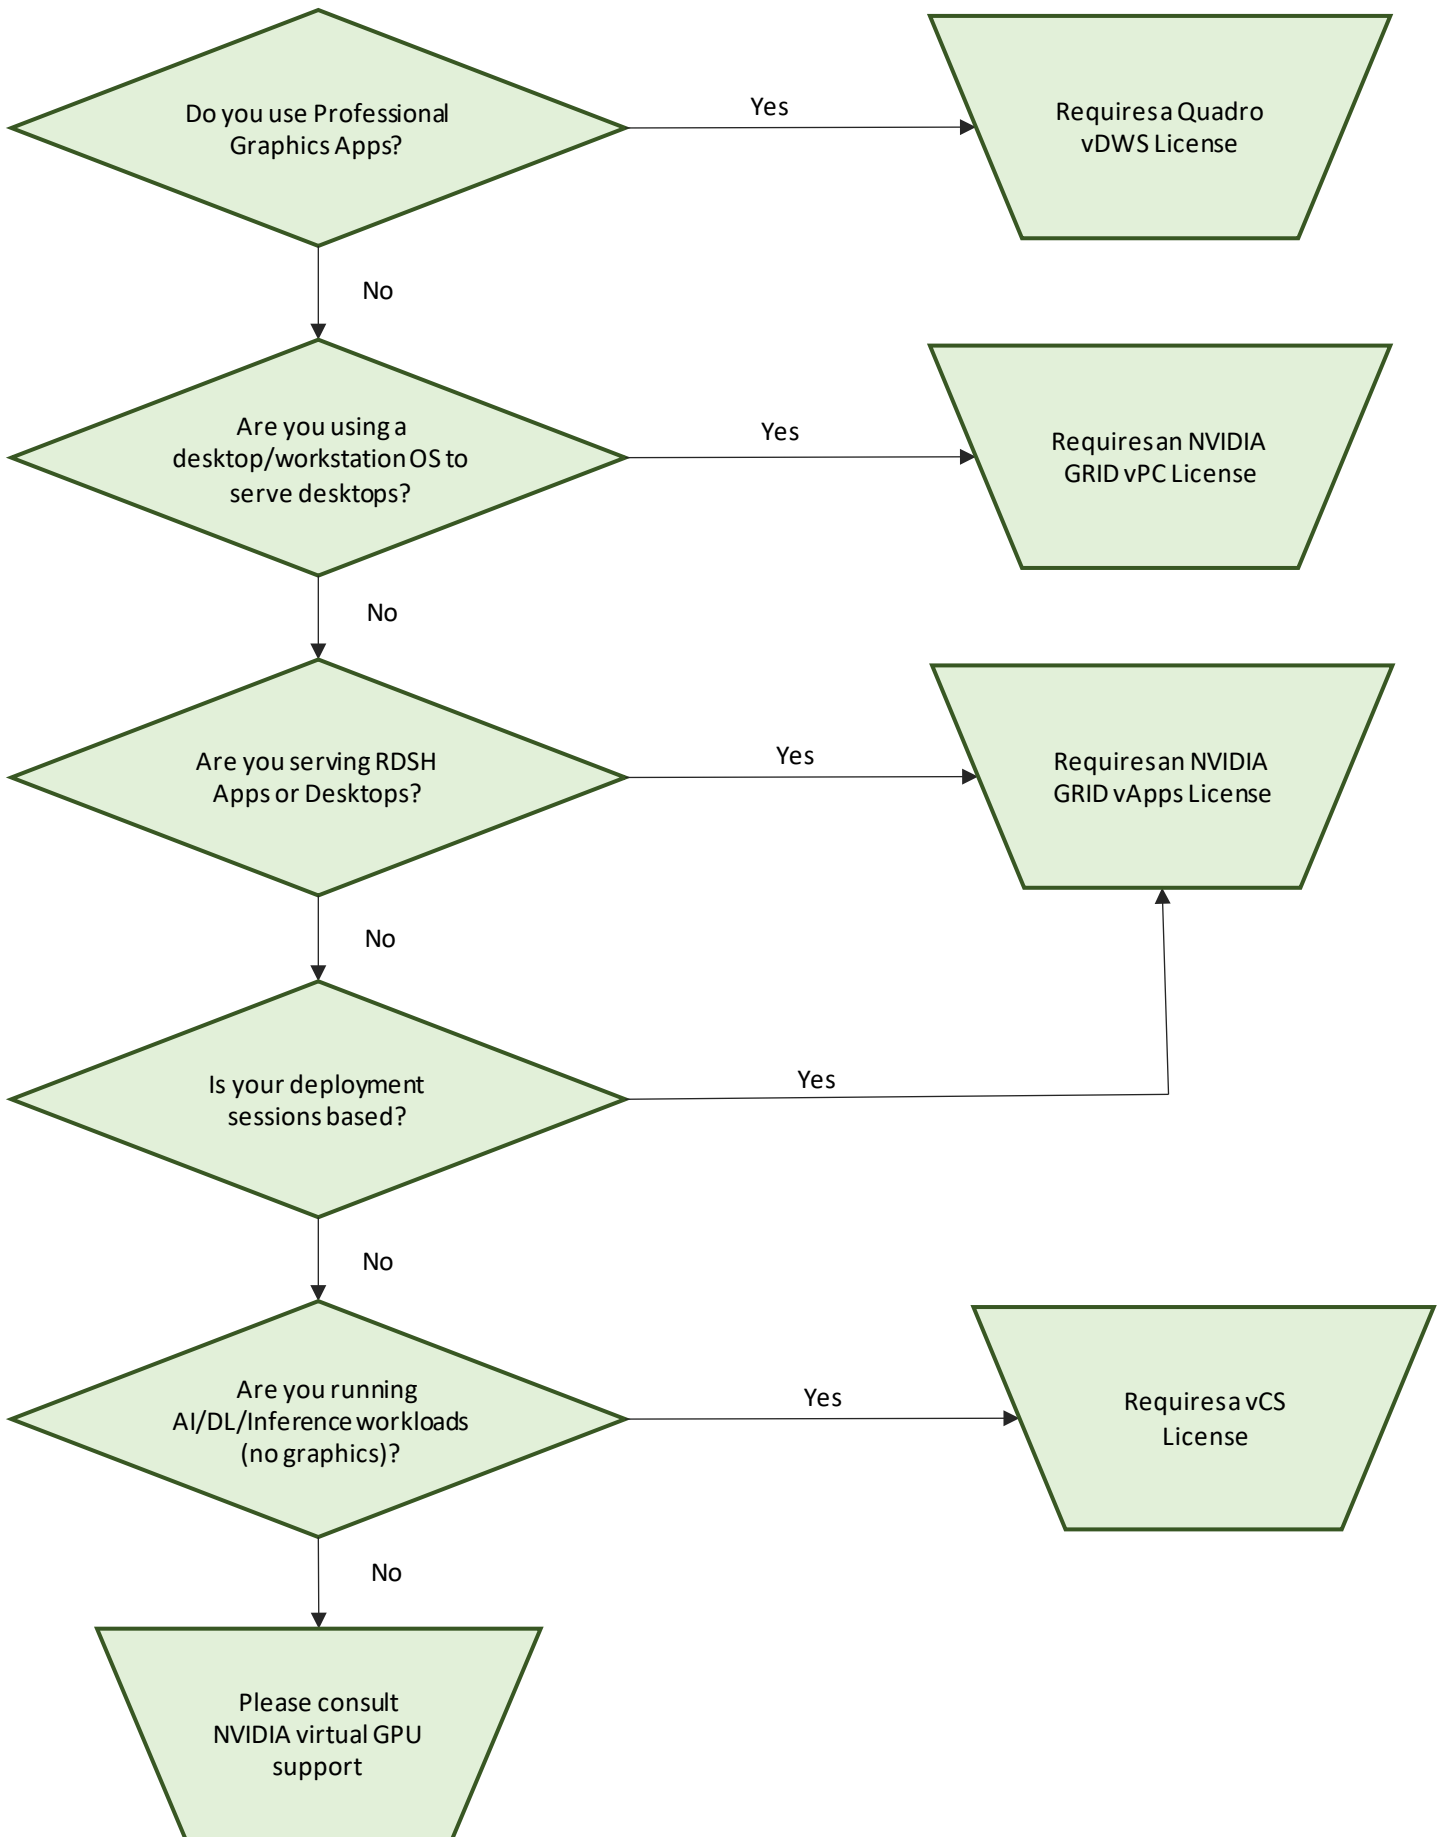 Do you use Professional
Graphics Apps?
Yes
Requires a Quadro
vDWS License
No
Are you using a
desktop/workstation OS to
serve desktops?
Yes
Requires an NVIDIA
GRID vPC License
No
Are you serving RDSH
Apps or Desktops?
Yes
Requires an NVIDIA
GRID vApps License
No
Is your deployment
sessions based?
Yes
No
Are you running
AI/DL/Inference workloads
(no graphics)?
Yes
Requires a vCS
License
No
Please consult
NVIDIA virtual GPU
support